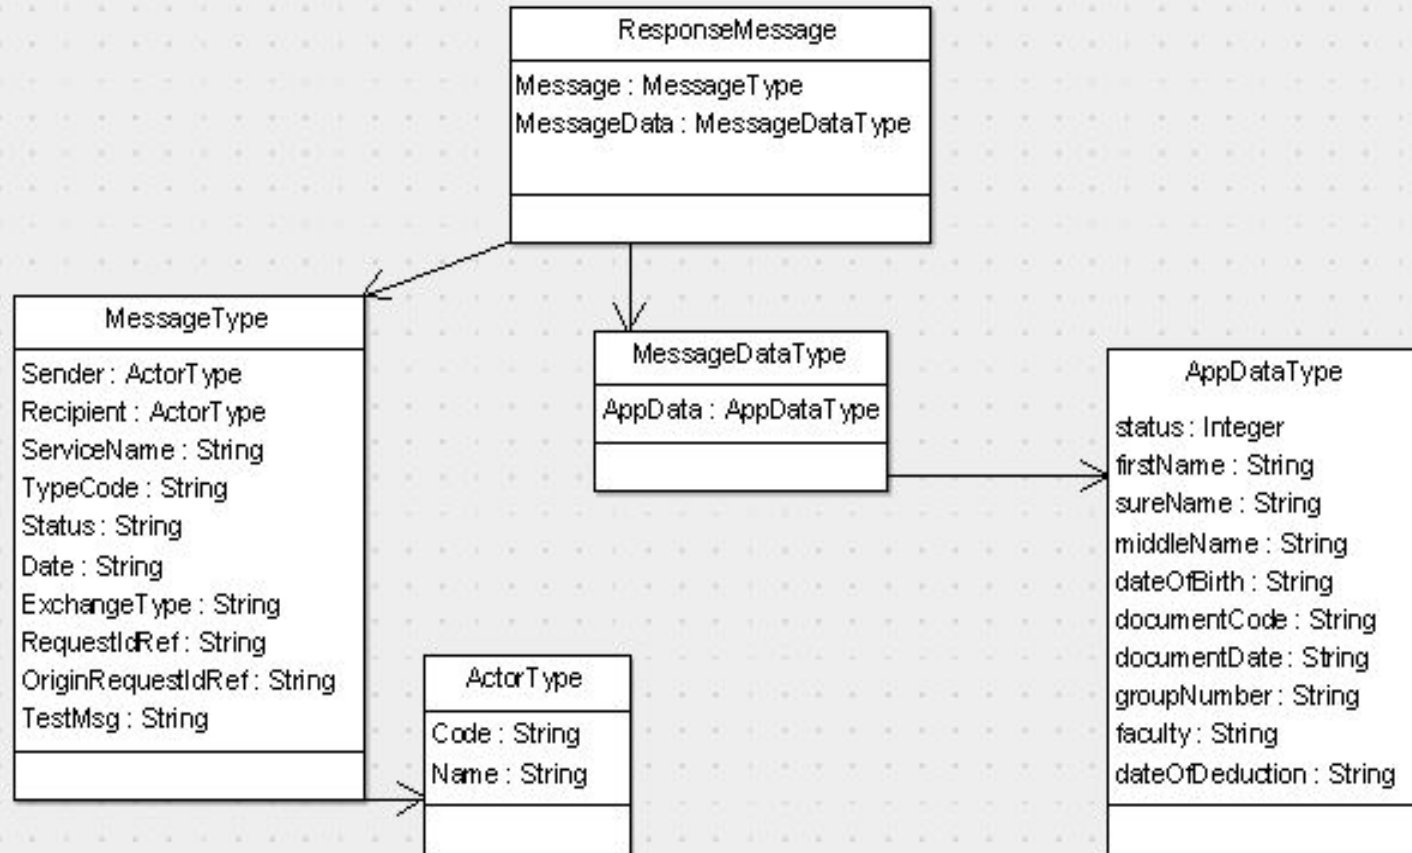 ResponseMessage
Message : MessageType
MessageData : MessageDataType
MessageType
Sender : ActorType
Recipient : ActorType
ServiceName : String
TypeCode : String
Status : String
Date : String
ExchangeType : String
RequestIdRef : String
OriginRequestIdRef : String
TestMsg : String
MessageDataType
AppData : AppDataType
AppDataType
status : Integer
firstName : String
sureName : String
middleName : String
dateOfBirth : String
documentCode : String
documentDate : String
groupNumber : String
faculty : String
dateOfDeduction : String
ActorType
Code : String
Name : String